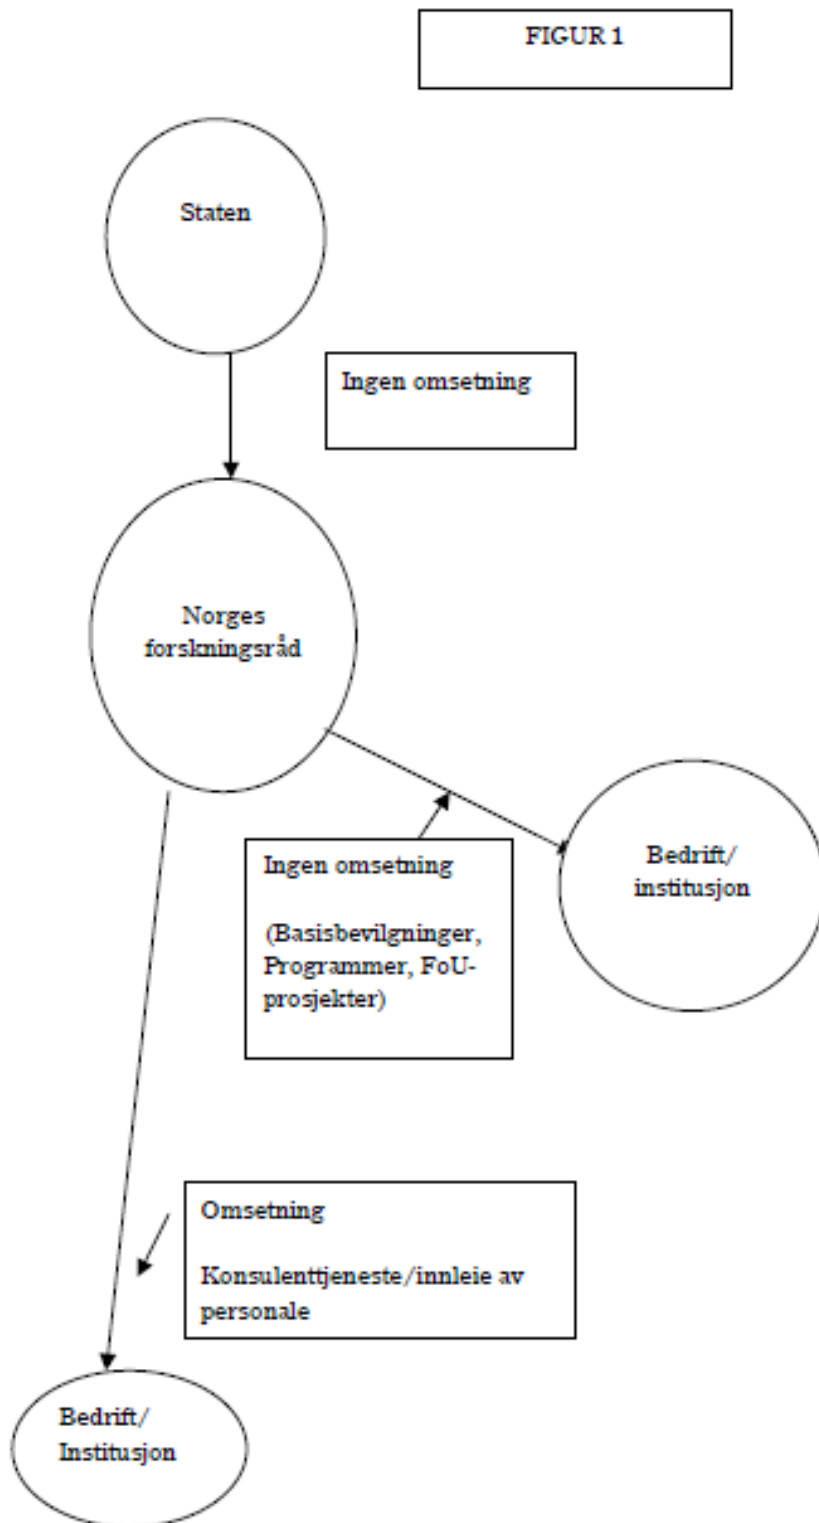 FIGUR 1
Staten
Ingen omsetning
Norges
forskningsråd
Ingen omsetning
(Basisbevilgninger,
Programmer, FoU-
prosjekter)
Bedrift/
institusjon
Omsetning
Konsulenttjeneste/innleie av
personale
Bedrift/
Institusjon